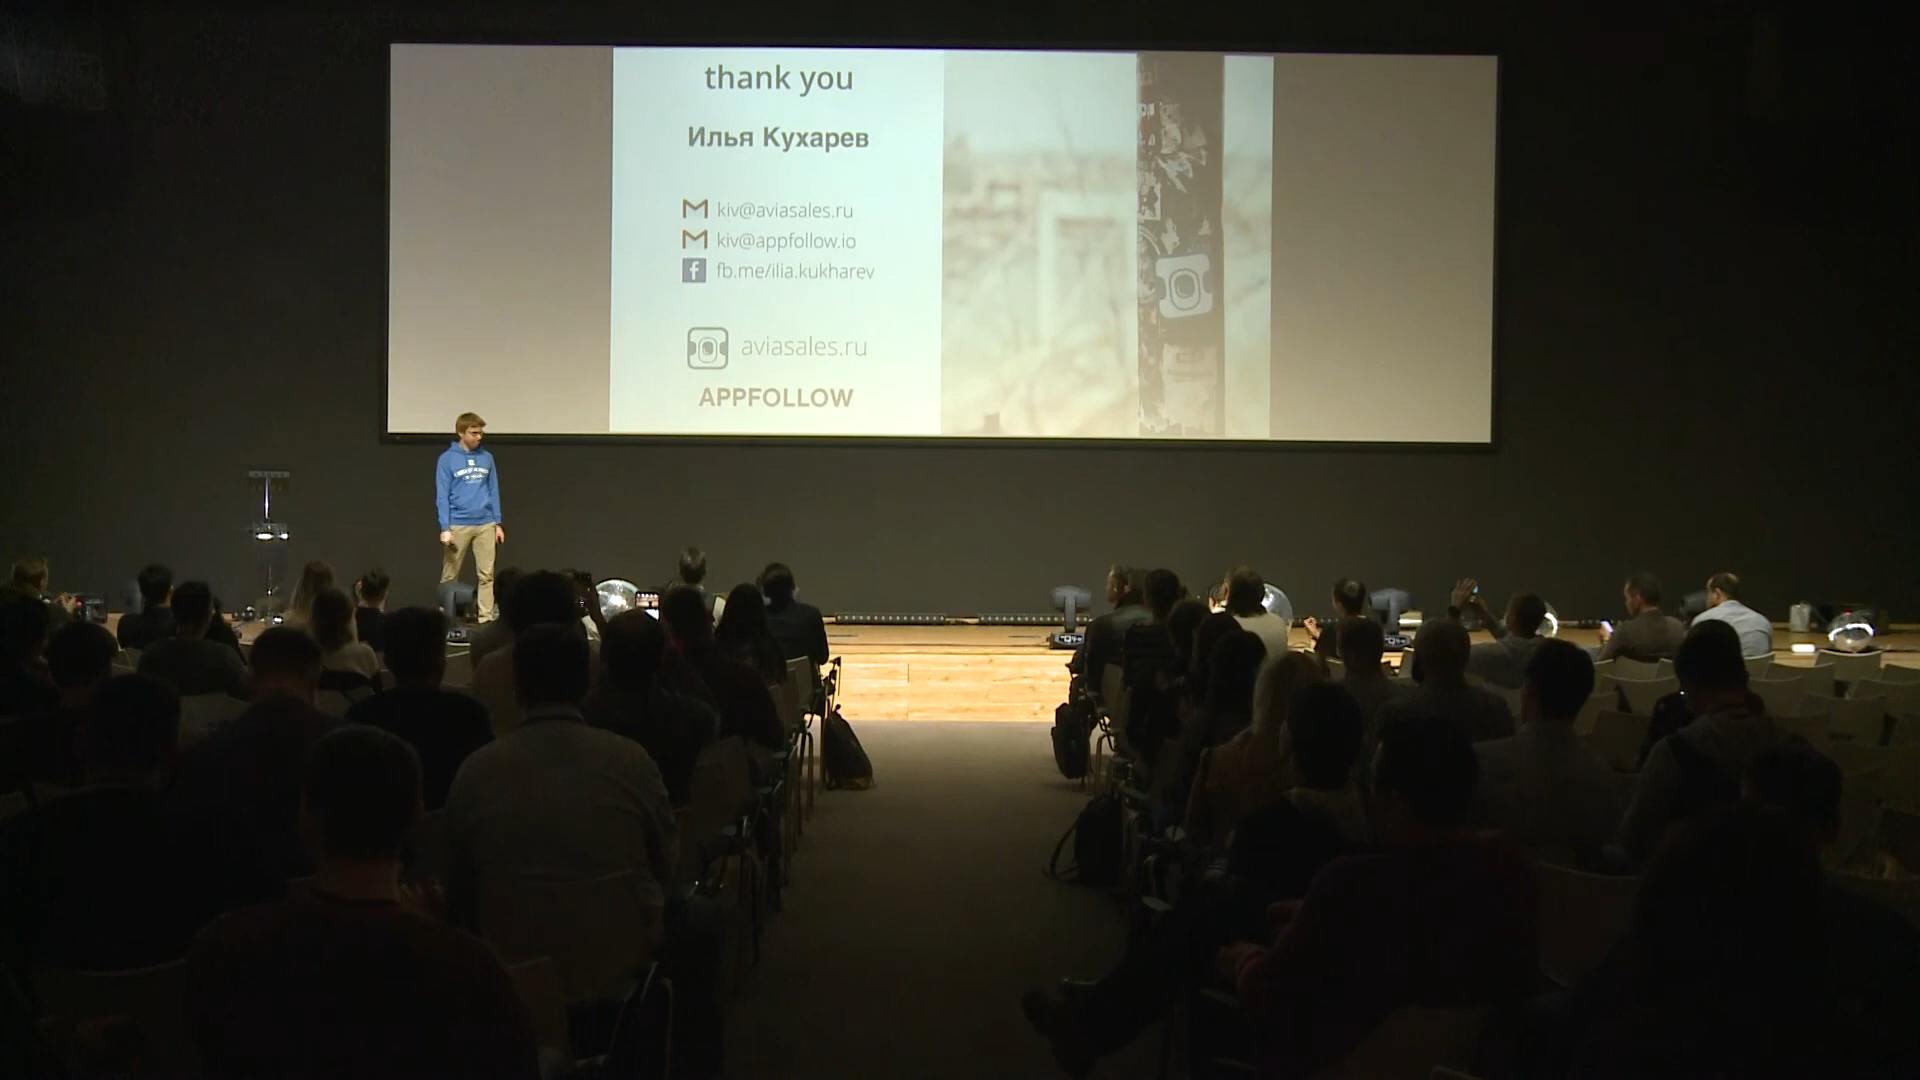 thank you
Илья Кухарев
kiv@aviasales.ru
kiv@appfollow.io
fb.me/ilia.kukharev
aviasales.ru
APPFOLLOW